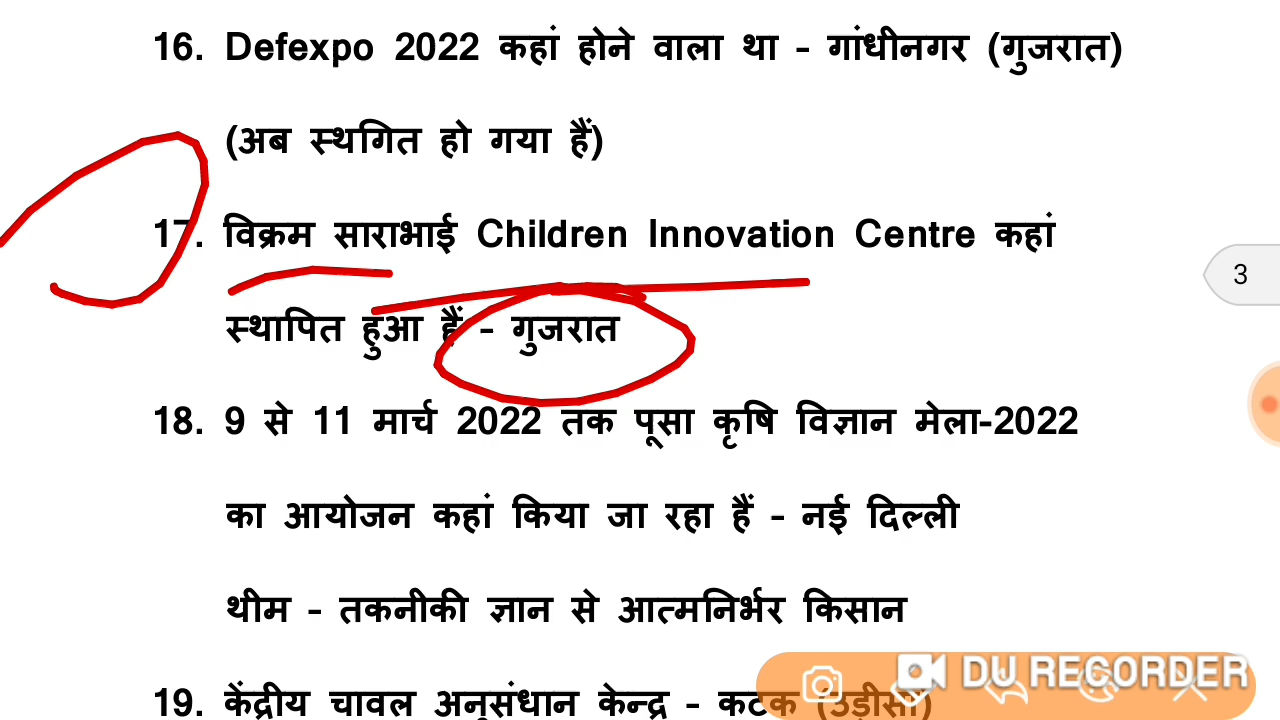 16. Defexpo 2022 कहां होने वाला था - गांधीनगर (गुजरात)
(अब स्थगित हो गया हैं)
17. विक्रम साराभाई Children Innovation Centre कहां
स्थापित हुआ हैं - गुजरात
3
18. 9 से 11 मार्च 2022 तक पूसा कृषि विज्ञान मेला-2022
का आयोजन कहां किया जा रहा हैं - नई दिल्ली
थीम - तकनीकी ज्ञान से आत्मनिर्भर किसान
19. केंद्रीय चावल अनुसंधान केन्द्र - कटक (उड़ीसा)
DU RECORDER